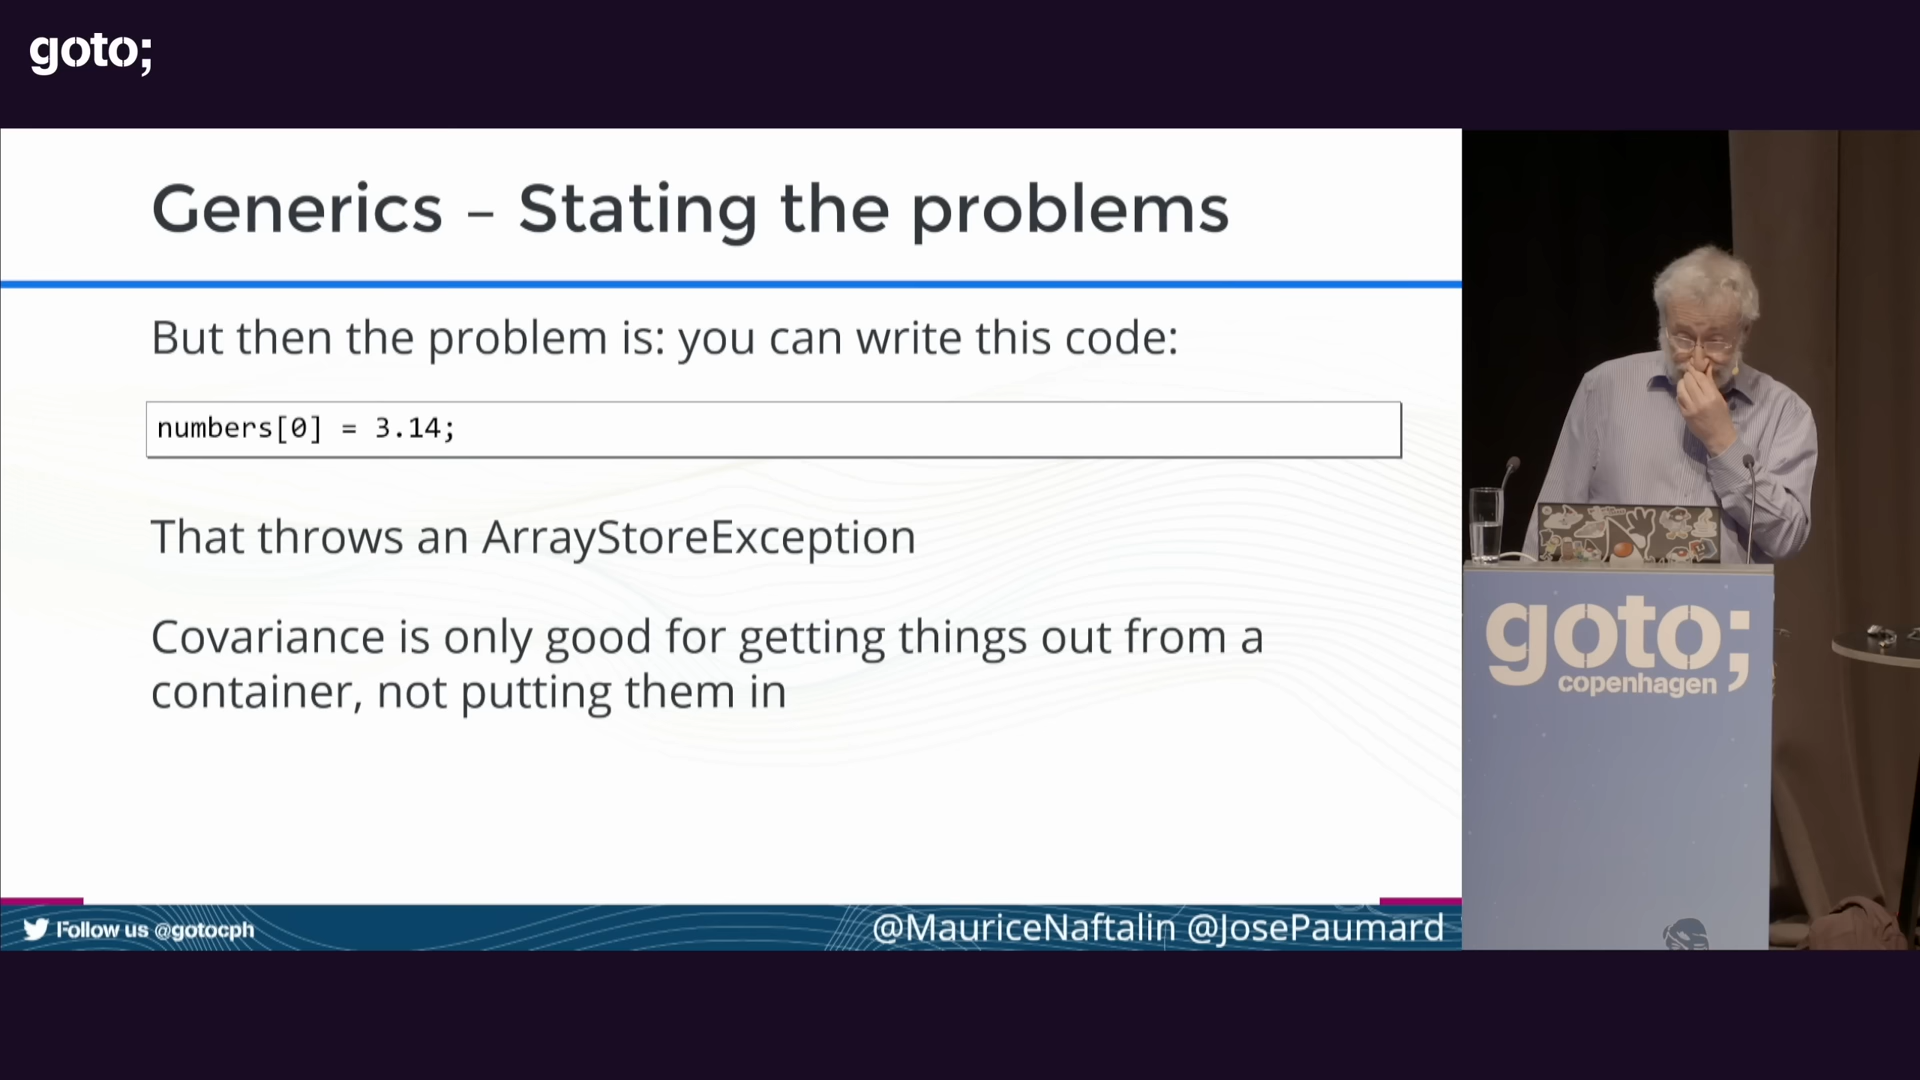 goto;
Generics – Stating the problems
But then the problem is: you can write this code:
numbers[0] = 3.14;
That throws an ArrayStoreException
Covariance is only good for getting things out from a
container, not putting them in
Follow us @gotocph
@MauriceNaftalin @JosePaumard
goto;
copenhagen